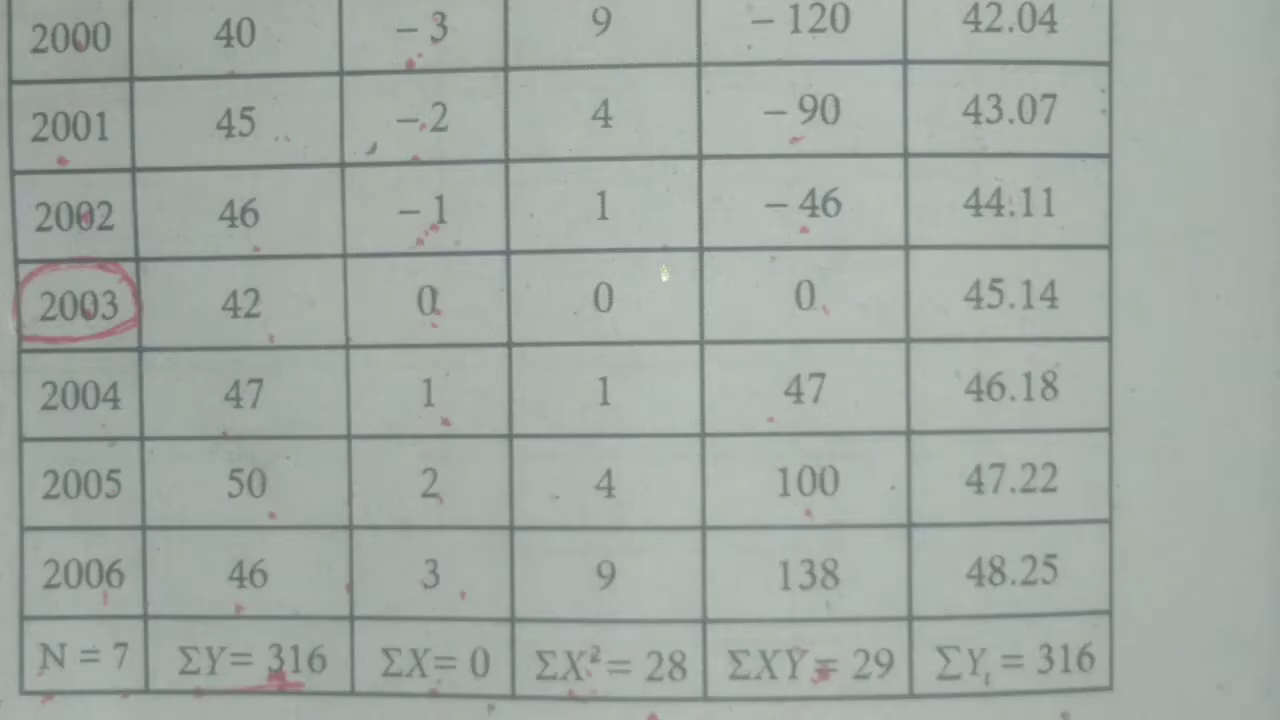 2000 40 – 3 9 – 120 42.04
2001 45 – 2 4 – 90 43.07
2002 46 – 1 1 – 46 44.11
2003 42 0 0 0 45.14
2004 47 1 1 47 46.18
2005 50 2 4 100 47.22
2006 46 3 9 138 48.25
N = 7 ΣY= 316 ΣX= 0 ΣX² = 28 ΣXY = 29 ΣYₜ = 316